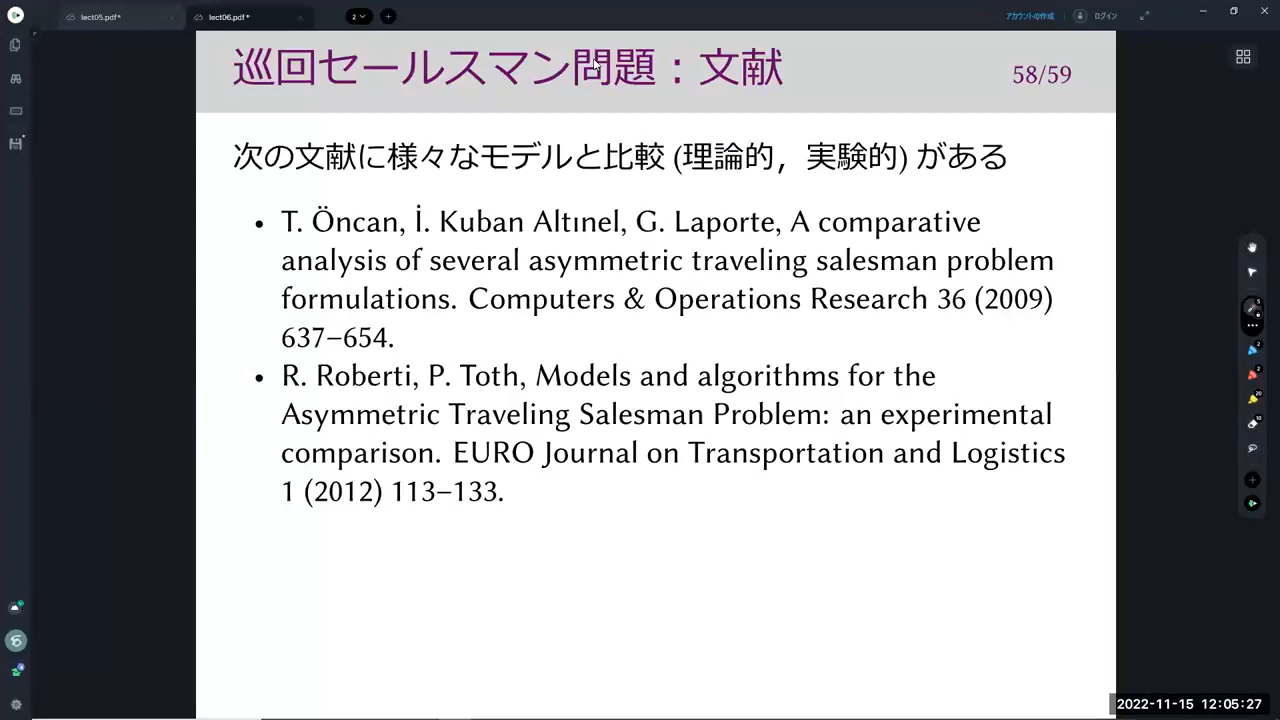 lect05.pdf*
lect06.pdf*
2
アカウントの作成
ログイン
巡回セールスマン問題：文献
58/59
次の文献に様々なモデルと比較 (理論的，実験的) がある
• T. Öncan, İ. Kuban Altınel, G. Laporte, A comparative
analysis of several asymmetric traveling salesman problem
formulations. Computers & Operations Research 36 (2009)
637–654.
• R. Roberti, P. Toth, Models and algorithms for the
Asymmetric Traveling Salesman Problem: an experimental
comparison. EURO Journal on Transportation and Logistics
1 (2012) 113–133.
2022-11-15 12:05:27